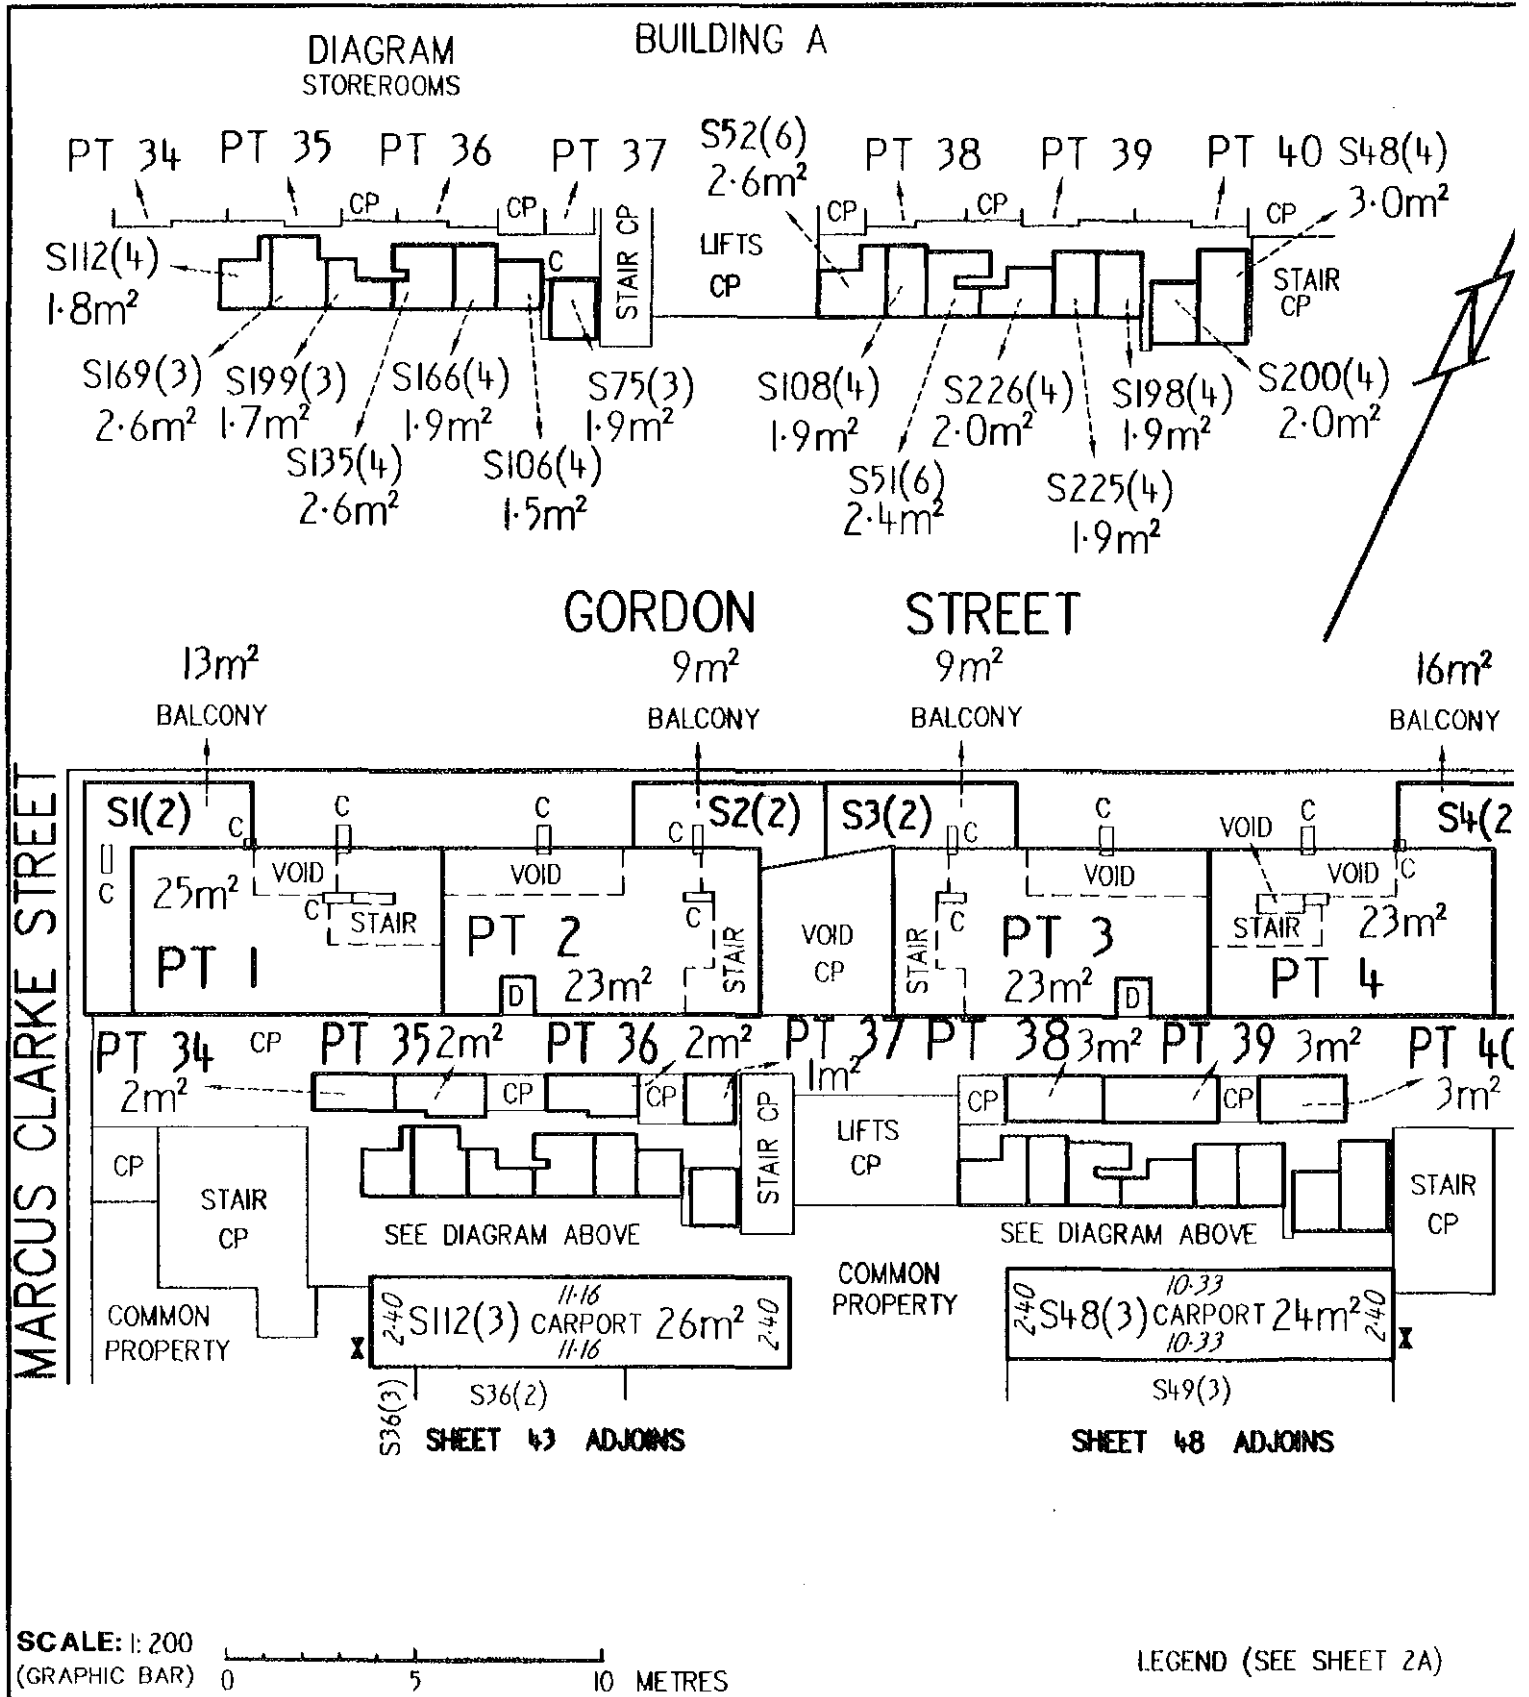 BUILDING A
DIAGRAM
STOREROOMS
PT 34
PT 35
PT 36
PT 37
S52(6)
2·6m²
PT 38
PT 39
PT 40
S48(4)
3·0m²
CP
CP
CP
CP
CP
S112(4)
1·8m²
C
STAIR CP
LIFTS
CP
STAIR
CP
S169(3)
2·6m²
S199(3)
1·7m²
S166(4)
1·9m²
S75(3)
1·9m²
S108(4)
1·9m²
S226(4)
2·0m²
S198(4)
1·9m²
S200(4)
2·0m²
S135(4)
2·6m²
S106(4)
1·5m²
S51(6)
2·4m²
S225(4)
1·9m²
GORDON STREET
13m²
BALCONY
9m²
BALCONY
9m²
BALCONY
16m²
BALCONY
MARCUS CLARKE STREET
S1(2)
C
C
C
S2(2)
C
S3(2)
C
C
VOID
C
S4(2
C
C
25m²
VOID
C
STAIR
PT 1
VOID
PT 2
23m²
D
C
STAIR
VOID
CP
STAIR
C
VOID
PT 3
23m²
D
VOID
STAIR
23m²
PT 4
PT 34
2m²
CP
PT 35
2m²
PT 36
2m²
PT 37
1m²
PT 38
3m²
PT 39
3m²
PT 40
3m²
CP
CP
STAIR CP
CP
CP
LIFTS
CP
CP
STAIR
CP
STAIR
CP
SEE DIAGRAM ABOVE
SEE DIAGRAM ABOVE
COMMON
PROPERTY
COMMON
PROPERTY
11·16
2·40
S112(3) CARPORT 26m²
2·40
11·16
10·33
2·40
S48(3) CARPORT 24m²
2·40
10·33
S36(3)
S36(2)
S49(3)
SHEET 43 ADJOINS
SHEET 48 ADJOINS
SCALE: 1:200
(GRAPHIC BAR)
0 5 10 METRES
LEGEND (SEE SHEET 2A)